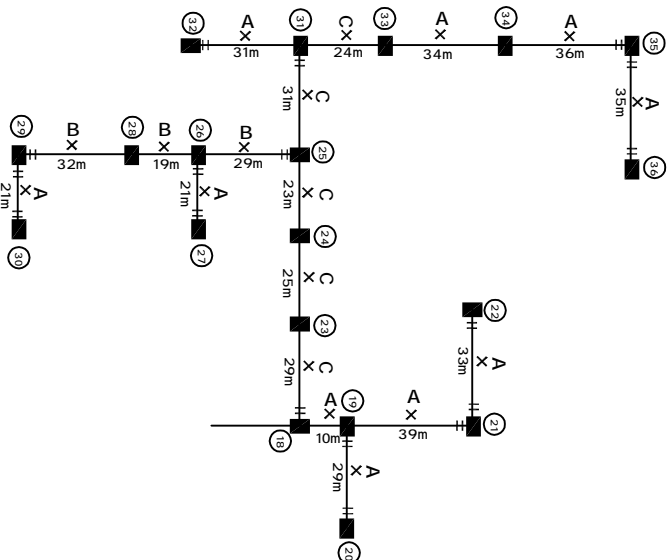 32 A 31 C 33 A 34 A 35
31m 24m 34m 36m
31m C
35m A
29 B 28 B 26 B 25
32m 19m 29m
36
21m A
21m A
23m C
30 27
24
25m C
22
23
33m A
29m C
A 19 A 21
18 10m 39m
29m A
20